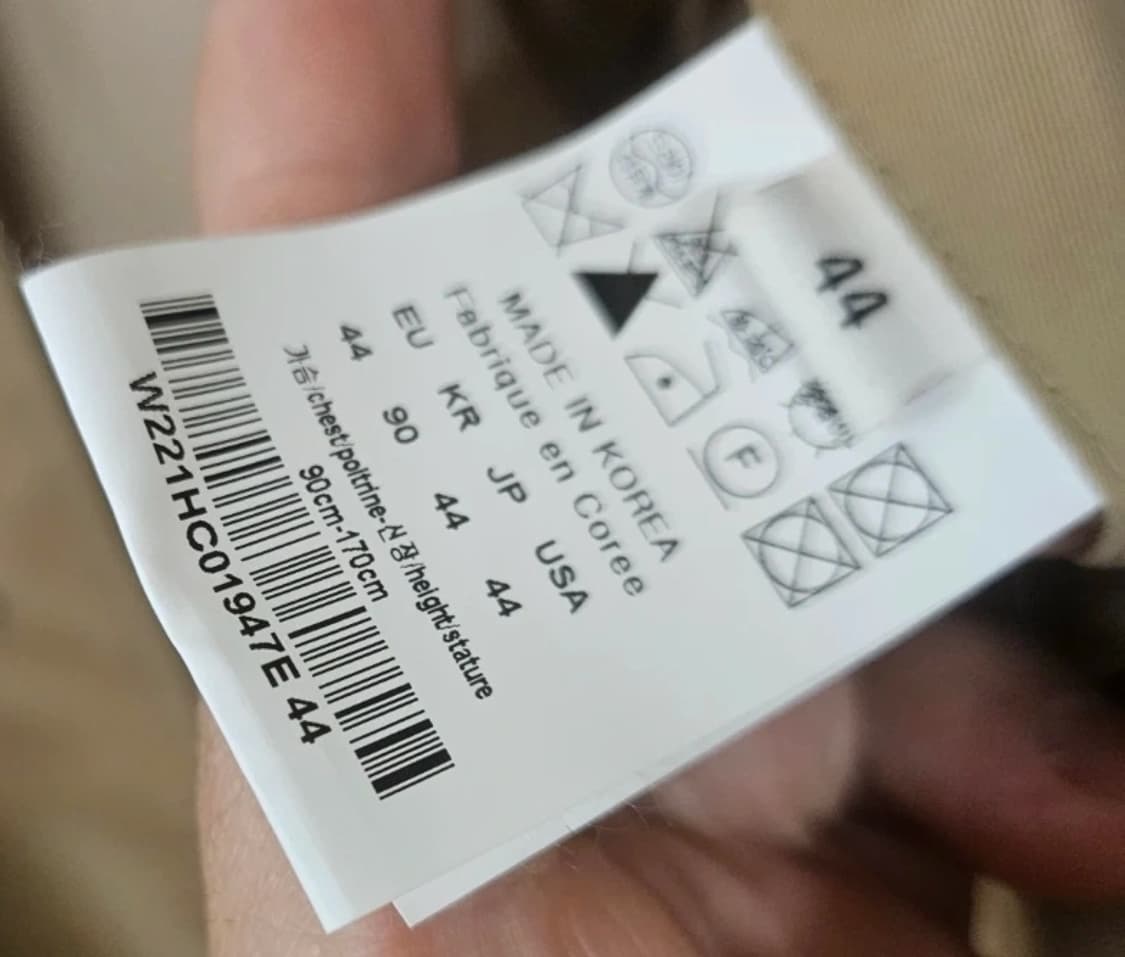 44
F
MADE IN KOREA
Fabrique en Coree
EU KR JP USA
44 90 44 44
가슴/chest/poltrine-신장/height/stature
90cm-170cm
W221HC01947E 44